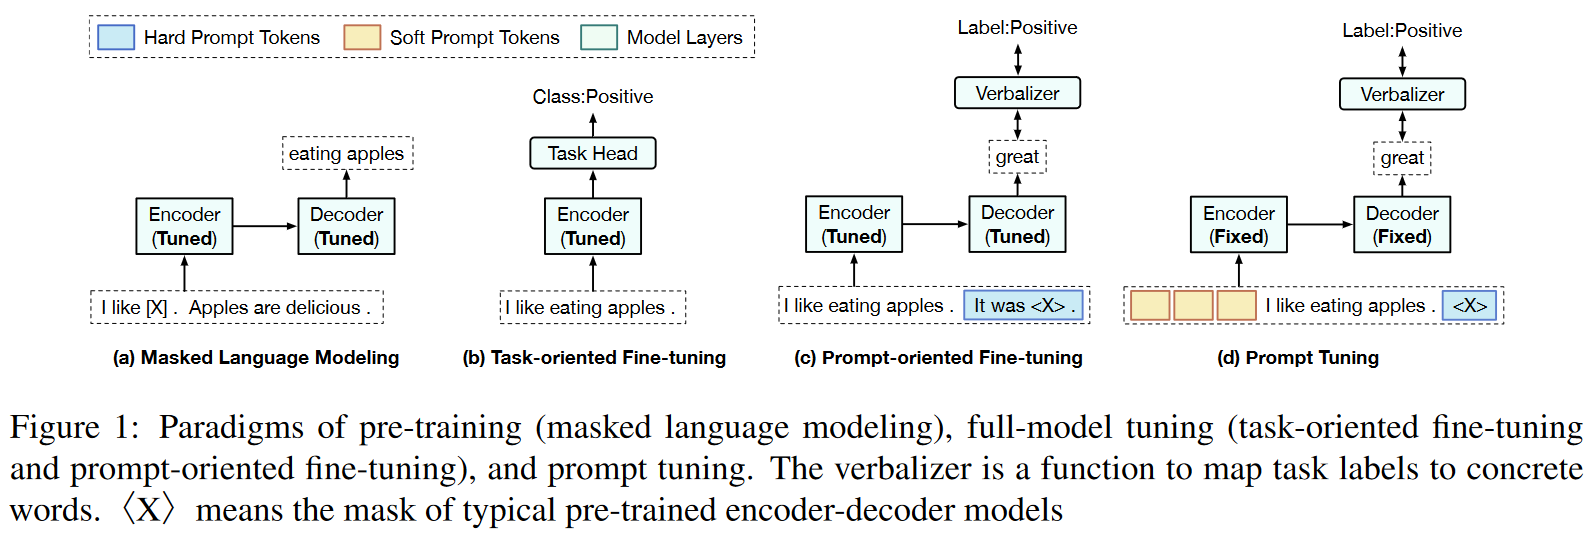 Hard Prompt Tokens
Soft Prompt Tokens
Model Layers
eating apples
Encoder
(Tuned)
Decoder
(Tuned)
I like [X] . Apples are delicious .
(a) Masked Language Modeling
Class:Positive
Task Head
Encoder
(Tuned)
I like eating apples .
(b) Task-oriented Fine-tuning
Label:Positive
Verbalizer
great
Encoder
(Tuned)
Decoder
(Tuned)
I like eating apples . It was <X> .
(c) Prompt-oriented Fine-tuning
Label:Positive
Verbalizer
great
Encoder
(Fixed)
Decoder
(Fixed)
I like eating apples . <X>
(d) Prompt Tuning
Figure 1: Paradigms of pre-training (masked language modeling), full-model tuning (task-oriented fine-tuning
and prompt-oriented fine-tuning), and prompt tuning. The verbalizer is a function to map task labels to concrete
words. 〈X〉 means the mask of typical pre-trained encoder-decoder models